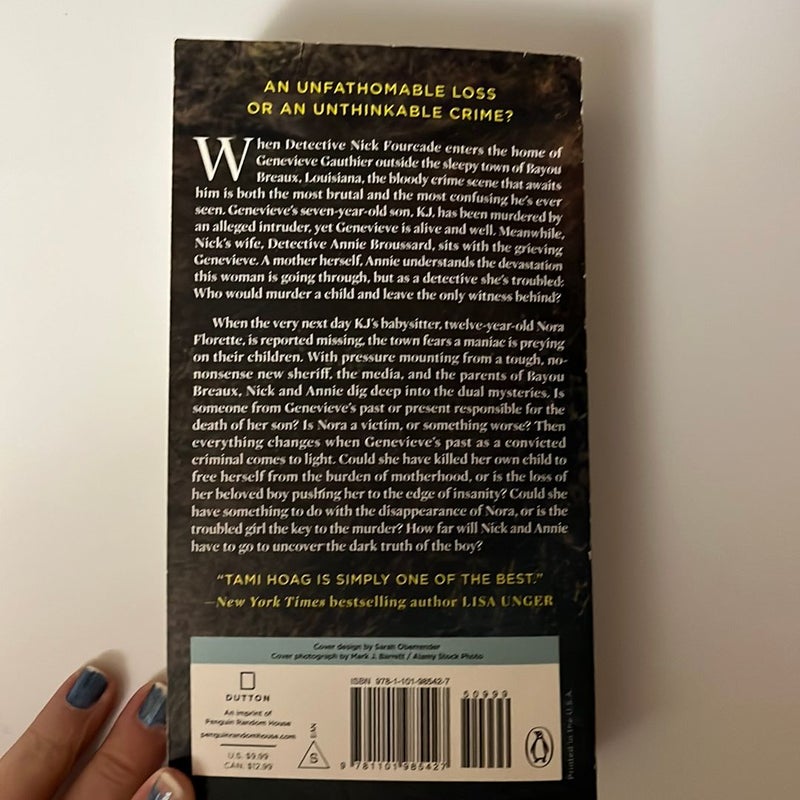 AN UNFATHOMABLE LOSS
OR AN UNTHINKABLE CRIME?
When Detective Nick Fourcade enters the home of
Genevieve Gauthier outside the sleepy town of Bayou
Breaux, Louisiana, the bloody crime scene that awaits
him is both the most brutal and the most confusing he's ever
seen. Genevieve's seven-year-old son, KJ, has been murdered by
an alleged intruder, yet Genevieve is alive and well. Meanwhile,
Nick's wife, Detective Annie Broussard, sits with the grieving
Genevieve. A mother herself, Annie understands the devastation
this woman is going through, but as a detective she's troubled:
Who would murder a child and leave the only witness behind?
When the very next day KJ's babysitter, twelve-year-old Nora
Florette, is reported missing, the town fears a maniac is preying
on their children. With pressure mounting from a tough, no-
nonsense new sheriff, the media, and the parents of Bayou
Breaux, Nick and Annie dig deep into the dual mysteries. Is
someone from Genevieve's past or present responsible for the
death of her son? Is Nora a victim, or something worse? Then
everything changes when Genevieve's past as a convicted
criminal comes to light. Could she have killed her own child to
free herself from the burden of motherhood, or is the loss of
her beloved boy pushing her to the edge of insanity? Could she
have something to do with the disappearance of Nora, or is the
troubled girl the key to the murder? How far will Nick and Annie
have to go to uncover the dark truth of the boy?
"TAMI HOAG IS SIMPLY ONE OF THE BEST."
—New York Times bestselling author LISA UNGER
Cover design by Sarah Oberrender
Cover photograph by Mark J. Barrett / Alamy Stock Photo
DUTTON
An imprint of
Penguin Random House
penguinrandomhouse.com
U.S. $9.99
CAN. $12.99
EAN
S
ISBN 978-1-101-98542-7
50999
9 781101 985427
Printed in the U.S.A.